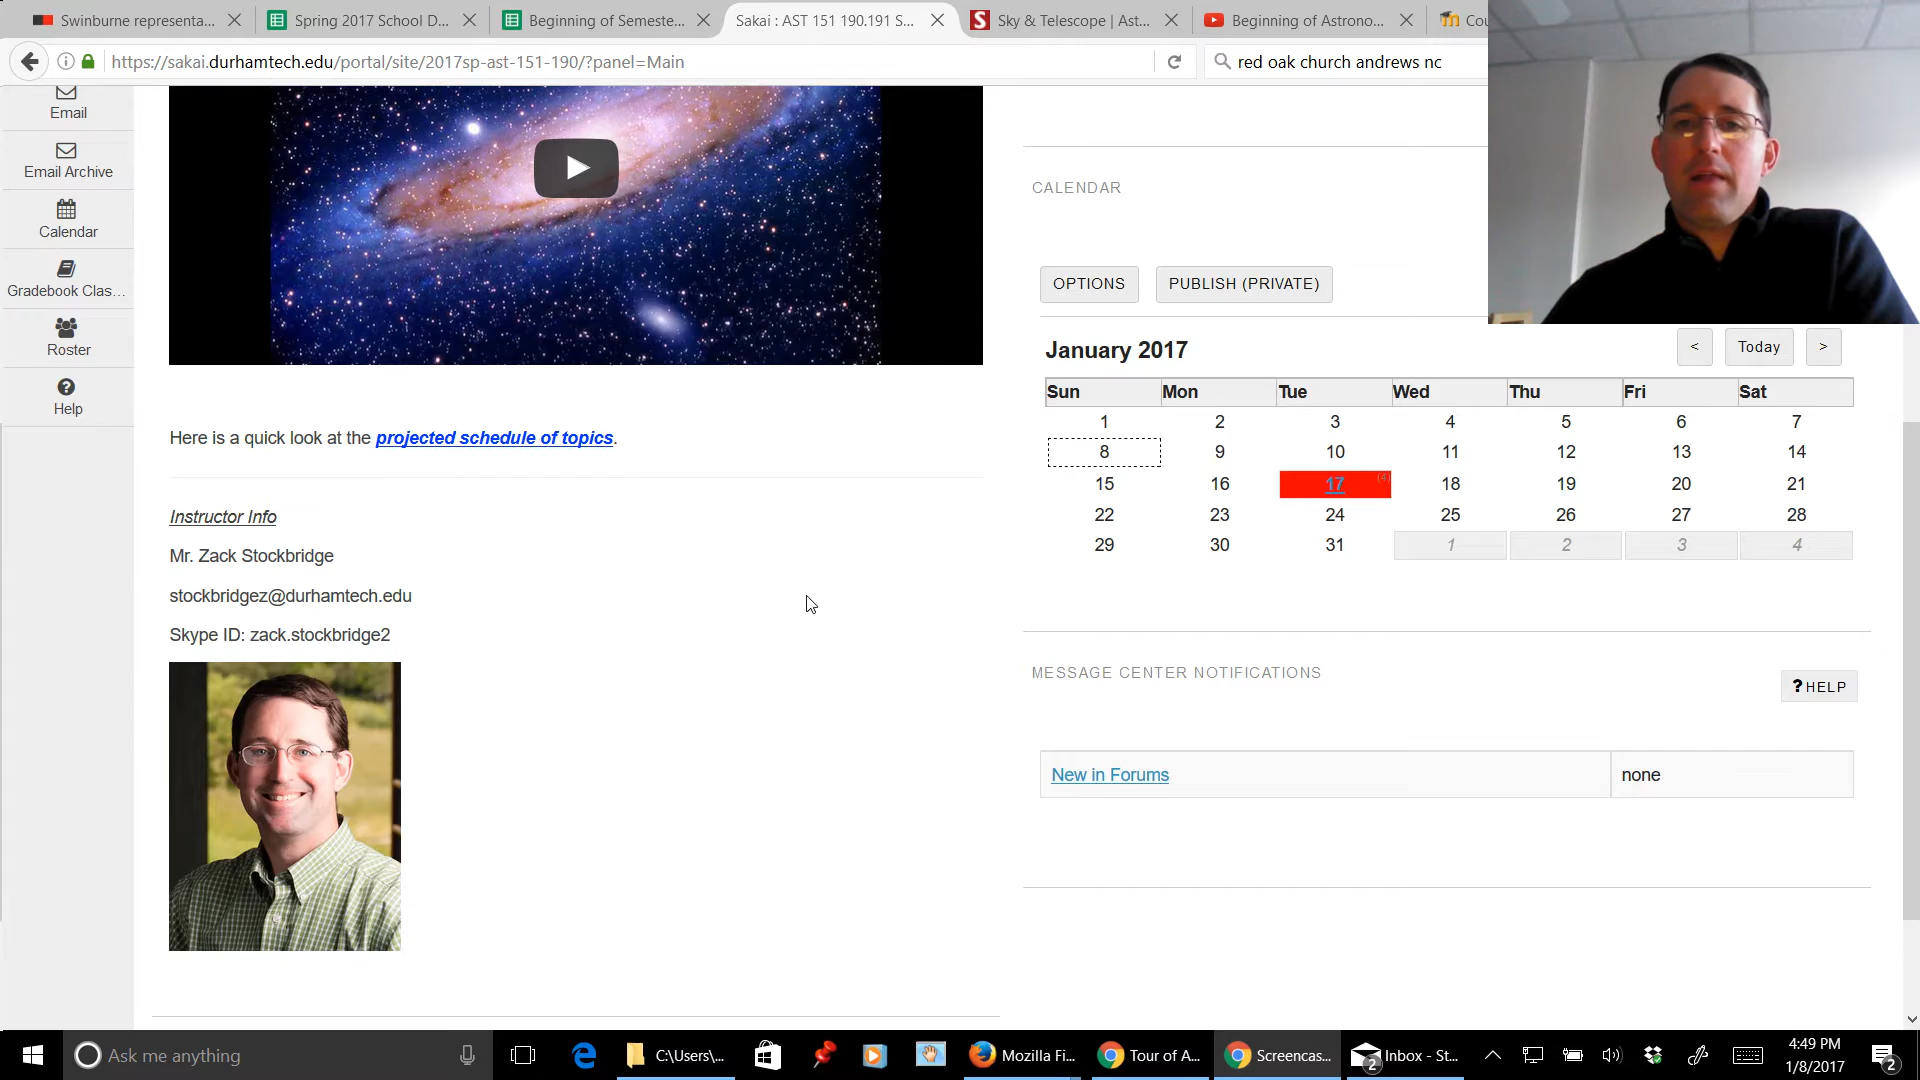 Swinburne representa...
Spring 2017 School D...
Beginning of Semeste...
Sakai : AST 151 190.191 S...
Sky & Telescope | Ast...
Beginning of Astrono...
Cou
https://sakai.durhamtech.edu/portal/site/2017sp-ast-151-190/?panel=Main
red oak church andrews nc
Email
Email Archive
Calendar
Gradebook Clas...
Roster
Help
Here is a quick look at the projected schedule of topics.
Instructor Info
Mr. Zack Stockbridge
stockbridgez@durhamtech.edu
Skype ID: zack.stockbridge2
CALENDAR
OPTIONS PUBLISH (PRIVATE)
January 2017 < Today >
Sun Mon Tue Wed Thu Fri Sat
1 2 3 4 5 6 7
8 9 10 11 12 13 14
15 16 17 (4) 18 19 20 21
22 23 24 25 26 27 28
29 30 31 1 2 3 4
MESSAGE CENTER NOTIFICATIONS
? HELP
New in Forums none
Ask me anything
C:\Users\...
Mozilla Fi...
Tour of A...
Screencas...
2
Inbox - St...
4:49 PM
1/8/2017
2